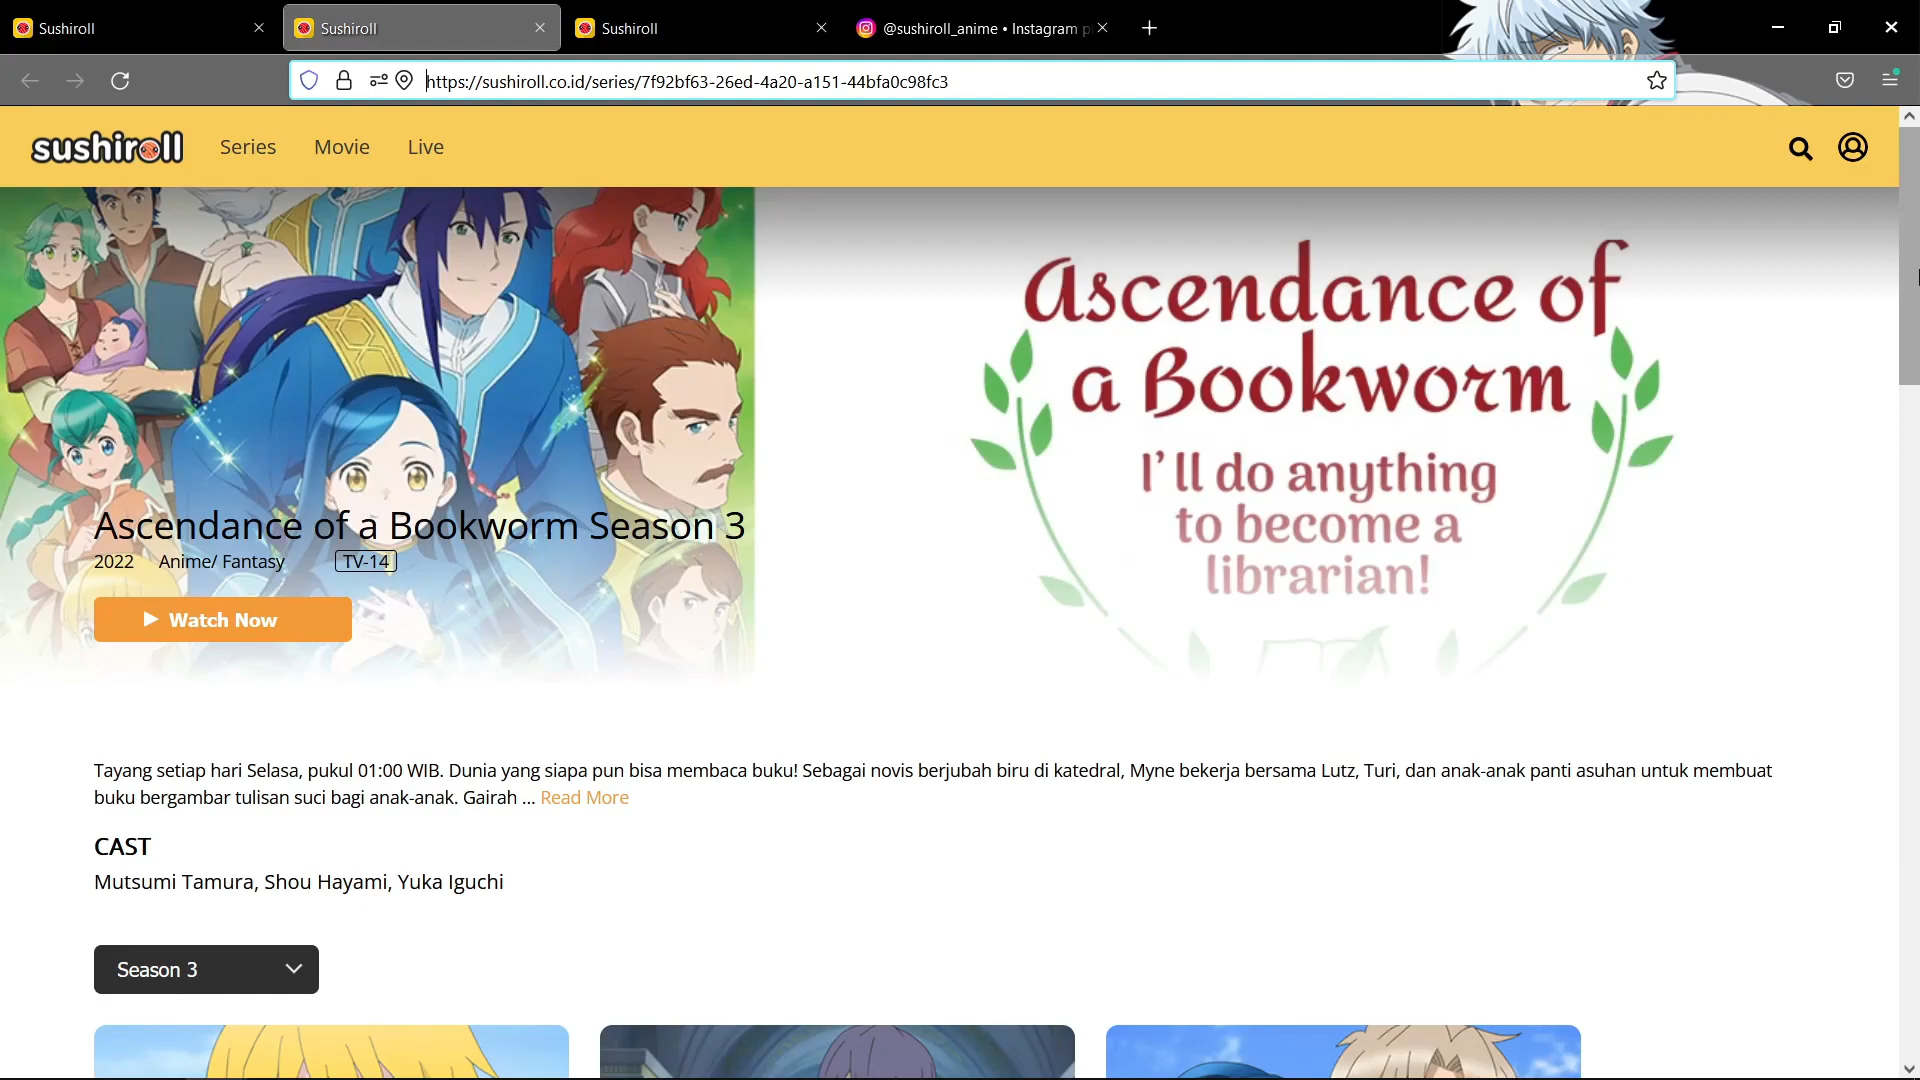 Sushiroll
Sushiroll
Sushiroll
@sushiroll_anime • Instagram p
https://sushiroll.co.id/series/7f92bf63-26ed-4a20-a151-44bfa0c98fc3
sushiroll
Series
Movie
Live
Ascendance of
a Bookworm
I'll do anything
to become a
librarian!
Ascendance of a Bookworm Season 3
2022 Anime/ Fantasy TV-14
Watch Now
Tayang setiap hari Selasa, pukul 01:00 WIB. Dunia yang siapa pun bisa membaca buku! Sebagai novis berjubah biru di katedral, Myne bekerja bersama Lutz, Turi, dan anak-anak panti asuhan untuk membuat
buku bergambar tulisan suci bagi anak-anak. Gairah ... Read More
CAST
Mutsumi Tamura, Shou Hayami, Yuka Iguchi
Season 3